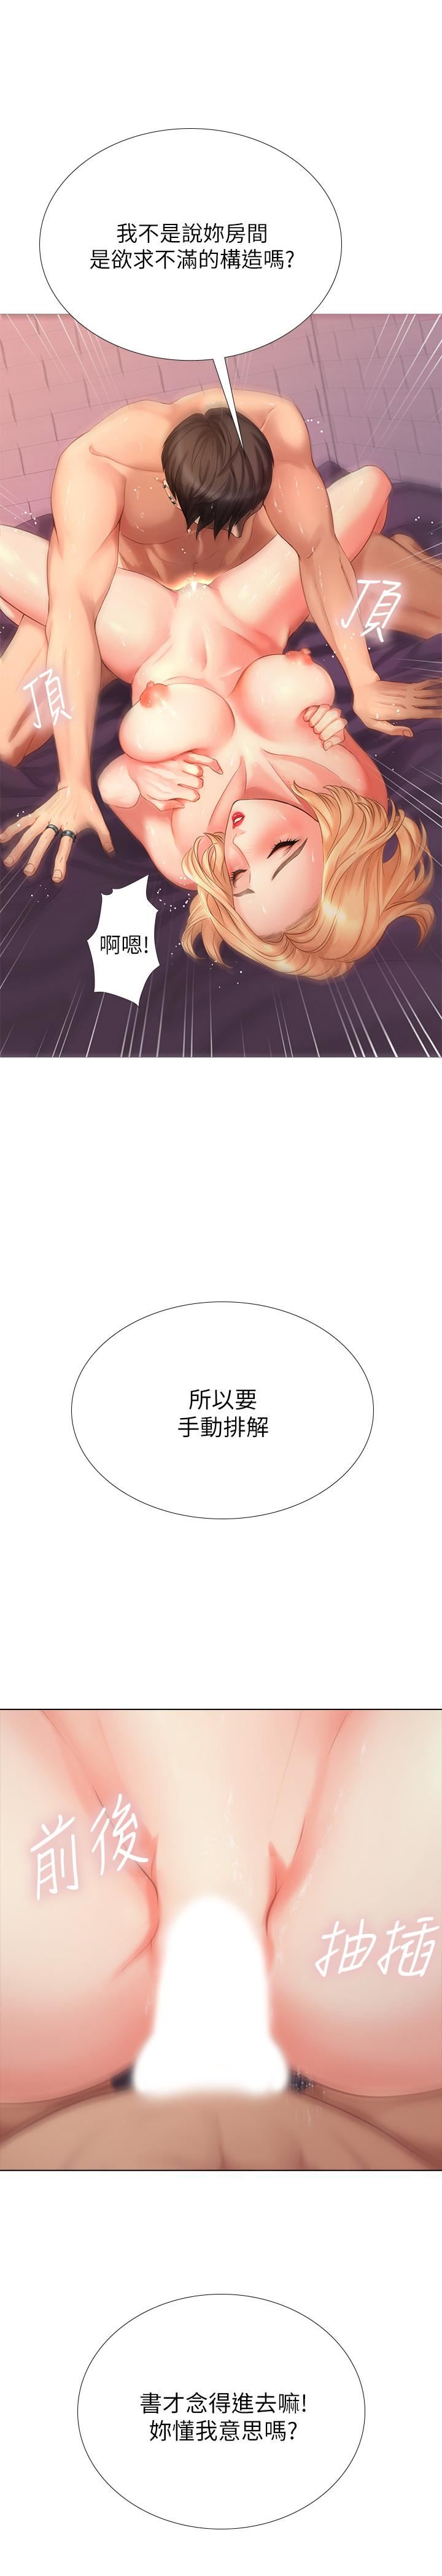 我不是說妳房間
是欲求不滿的構造嗎?
頂
頂
啊嗯!
所以要
手動排解
前後
抽插
書才念得進去嘛!
妳懂我意思嗎?